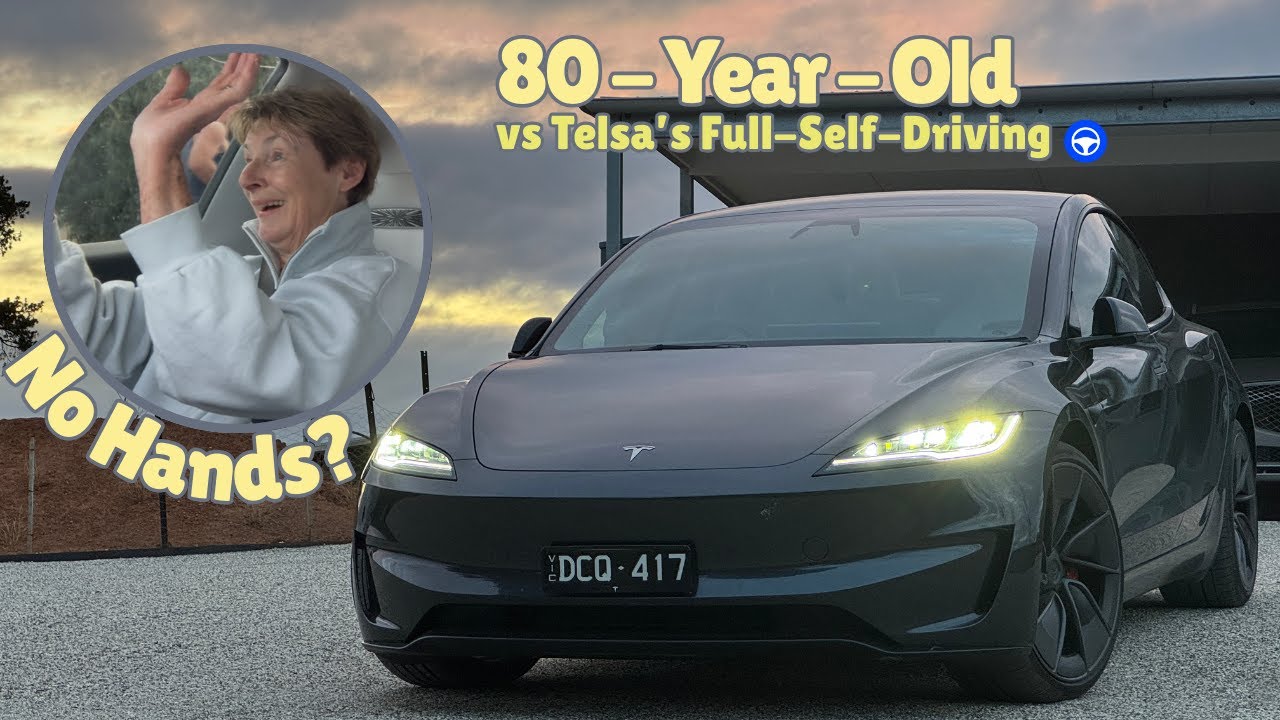 80-Year-Old
vs Telsa's Full-Self-Driving
No Hands?
VIC
DCQ·417